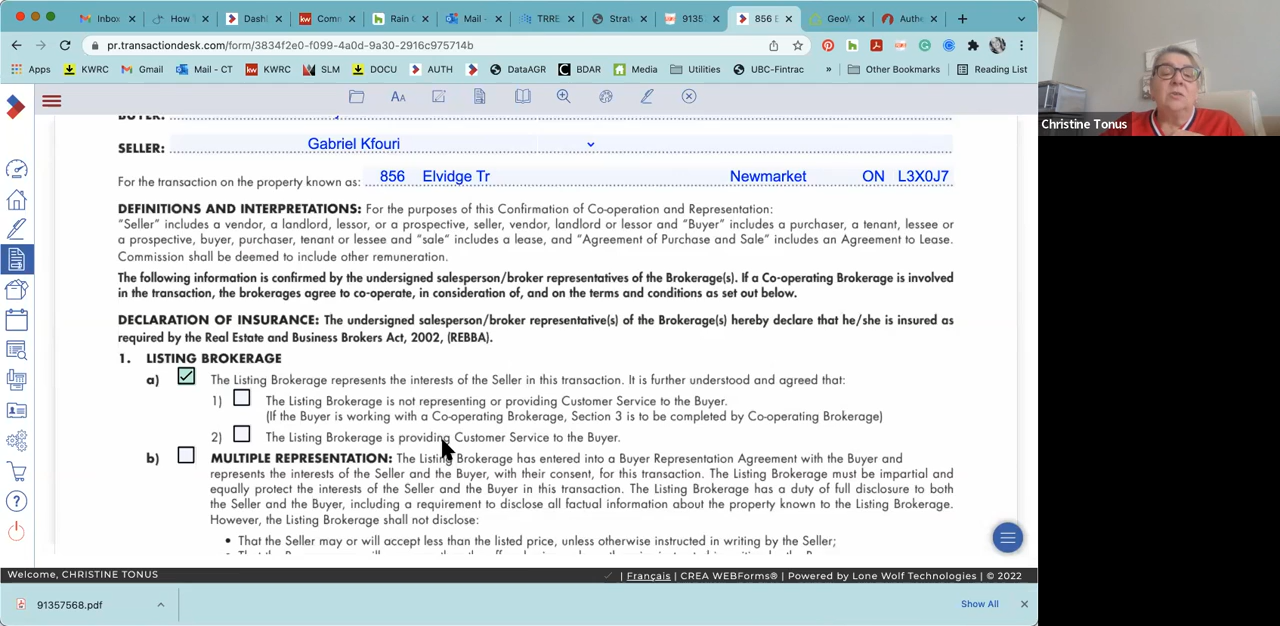 Inbox
How
Dash
Comm
Rain C
Mail -
TRRE
Strate
9135
856 E
GeoW
Authe
pr.transactiondesk.com/form/3834f2e0-f099-4a0d-9a30-2916c975714b
Apps KWRC Gmail Mail - CT KWRC SLM DOCU AUTH DataAGR BDAR Media Utilities UBC-Fintrac » Other Bookmarks Reading List
Christine Tonus
BUYER:
SELLER: Gabriel Kfouri
For the transaction on the property known as: 856 Elvidge Tr Newmarket ON L3X0J7
DEFINITIONS AND INTERPRETATIONS: For the purposes of this Confirmation of Co-operation and Representation:
“Seller” includes a vendor, a landlord, lessor, or a prospective, seller, vendor, landlord or lessor and “Buyer” includes a purchaser, a tenant, lessee or
a prospective, buyer, purchaser, tenant or lessee and “sale” includes a lease, and “Agreement of Purchase and Sale” includes an Agreement to Lease.
Commission shall be deemed to include other remuneration.
The following information is confirmed by the undersigned salesperson/broker representatives of the Brokerage(s). If a Co-operating Brokerage is involved
in the transaction, the brokerages agree to co-operate, in consideration of, and on the terms and conditions as set out below.
DECLARATION OF INSURANCE: The undersigned salesperson/broker representative(s) of the Brokerage(s) hereby declare that he/she is insured as
required by the Real Estate and Business Brokers Act, 2002, (REBBA).
1. LISTING BROKERAGE
a) The Listing Brokerage represents the interests of the Seller in this transaction. It is further understood and agreed that:
1) The Listing Brokerage is not representing or providing Customer Service to the Buyer.
(If the Buyer is working with a Co-operating Brokerage, Section 3 is to be completed by Co-operating Brokerage)
2) The Listing Brokerage is providing Customer Service to the Buyer.
b) MULTIPLE REPRESENTATION: The Listing Brokerage has entered into a Buyer Representation Agreement with the Buyer and
represents the interests of the Seller and the Buyer, with their consent, for this transaction. The Listing Brokerage must be impartial and
equally protect the interests of the Seller and the Buyer in this transaction. The Listing Brokerage has a duty of full disclosure to both
the Seller and the Buyer, including a requirement to disclose all factual information about the property known to the Listing Brokerage.
However, the Listing Brokerage shall not disclose:
• That the Seller may or will accept less than the listed price, unless otherwise instructed in writing by the Seller;
Welcome, CHRISTINE TONUS | Français | CREA WEBForms® | Powered by Lone Wolf Technologies | © 2022
91357568.pdf
Show All